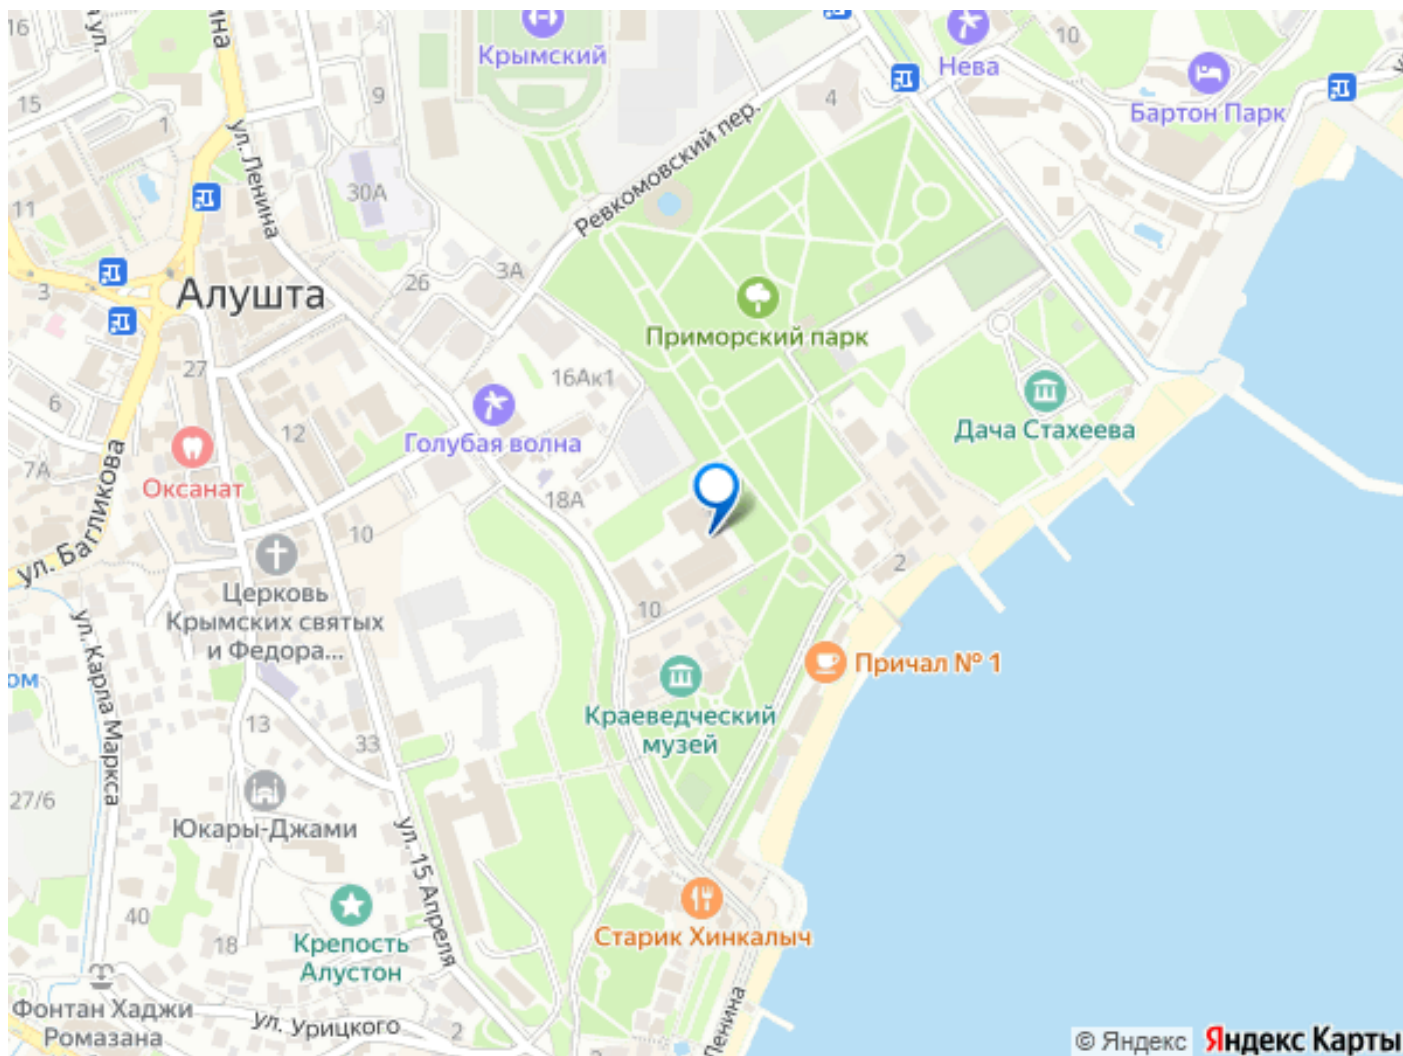 16
ул.
ина
Крымский
Нева
10
Бартон Парк
15
1
9
4
ул. Ленина
Ревкомовский пер.
30А
11
3А
26
3
Алушта
Приморский парк
27
16Ак1
6
Дача Стахеева
12
Голубая волна
7А
Оксанат
18А
10
ул. Багликова
2
Церковь
Крымских святых
и Федора...
10
ул. Карла Маркса
ом
Причал № 1
Краеведческий
музей
13
33
27/6
Юкары-Джами
ул. 15 Апреля
40
18
Крепость
Алустон
Старик Хинкалыч
Фонтан Хаджи
Ромазана
ул. Урицкого
2
Ленина
© Яндекс Яндекс Карты